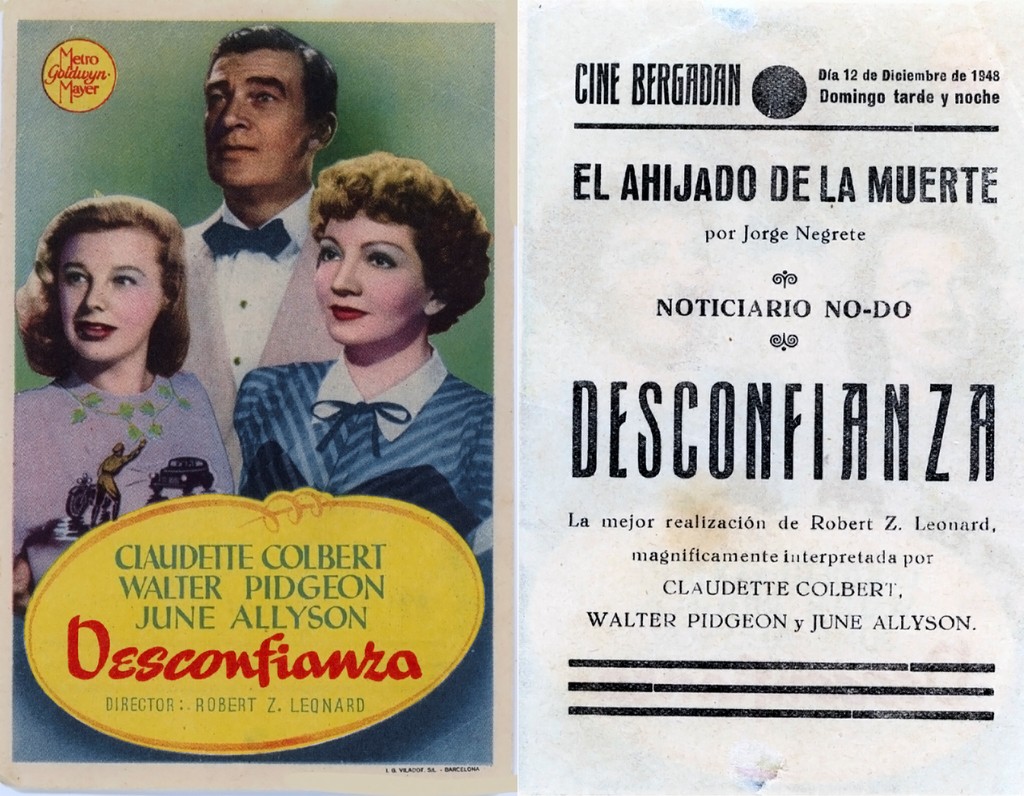 Metro
Goldwyn-
Mayer
CLAUDETTE COLBERT
WALTER PIDGEON
JUNE ALLYSON
Desconfianza
DIRECTOR: ROBERT Z. LEONARD
I. G. VILADOT. S/L. - BARCELONA
CINE BERGADAN
Día 12 de Diciembre de 1948
Domingo tarde y noche
EL AHIJADO DE LA MUERTE
por Jorge Negrete
NOTICIARIO NO-DO
DESCONFIANZA
La mejor realización de Robert Z. Leonard,
magníficamente interpretada por
CLAUDETTE COLBERT,
WALTER PIDGEON y JUNE ALLYSON.